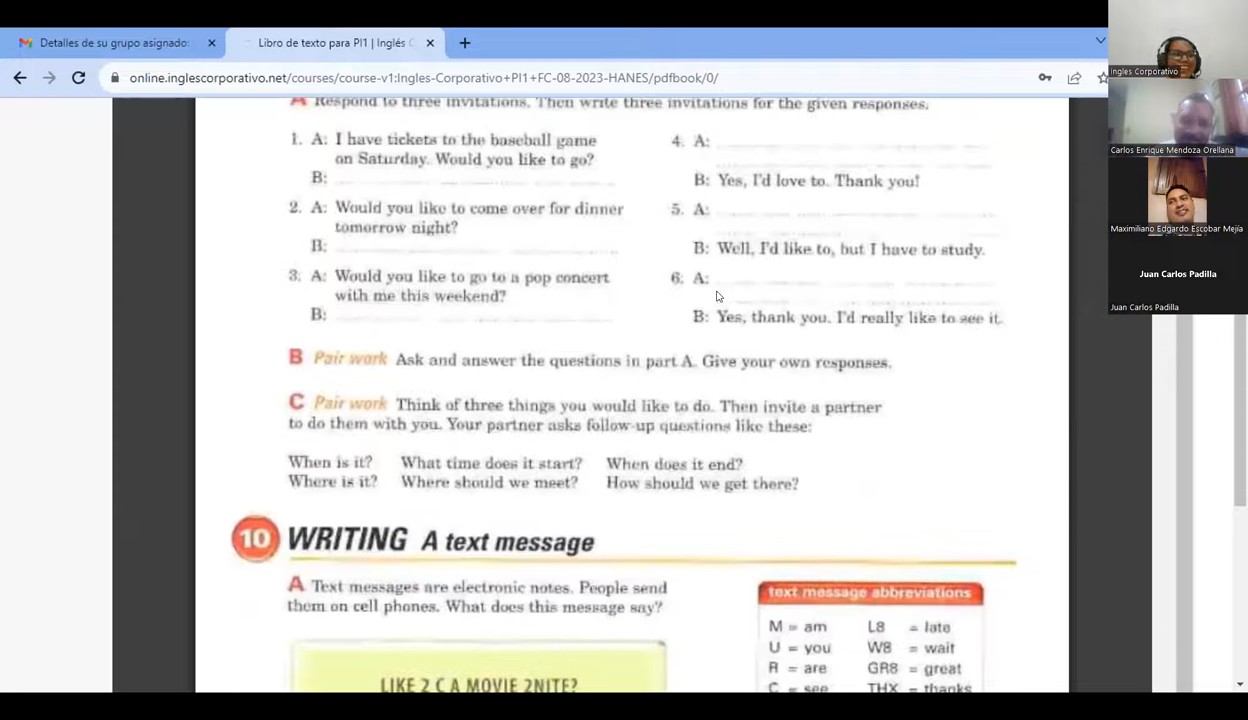 Detalles de su grupo asignado:
Libro de texto para PI1 | Inglés C
online.inglescorporativo.net/courses/course-v1:Ingles-Corporativo+PI1+FC-08-2023-HANES/pdfbook/0/
A Respond to three invitations. Then write three invitations for the given responses.
1. A: I have tickets to the baseball game
on Saturday. Would you like to go?
B:
2. A: Would you like to come over for dinner
tomorrow night?
B:
3. A: Would you like to go to a pop concert
with me this weekend?
B:
4. A:
B: Yes, I'd love to. Thank you!
5. A:
B: Well, I'd like to, but I have to study.
6. A:
B: Yes, thank you. I'd really like to see it.
B Pair work Ask and answer the questions in part A. Give your own responses.
C Pair work Think of three things you would like to do. Then invite a partner
to do them with you. Your partner asks follow-up questions like these:
When is it? What time does it start? When does it end?
Where is it? Where should we meet? How should we get there?
10 WRITING A text message
A Text messages are electronic notes. People send
them on cell phones. What does this message say?
LIKE 2 C A MOVIE 2NITE?
text message abbreviations
M = am L8 = late
U = you W8 = wait
R = are GR8 = great
C = see THX = thanks
Ingles Corporativo
Carlos Enrique Mendoza Orellana
Maximiliano Edgardo Escobar Mejía
Juan Carlos Padilla
Juan Carlos Padilla